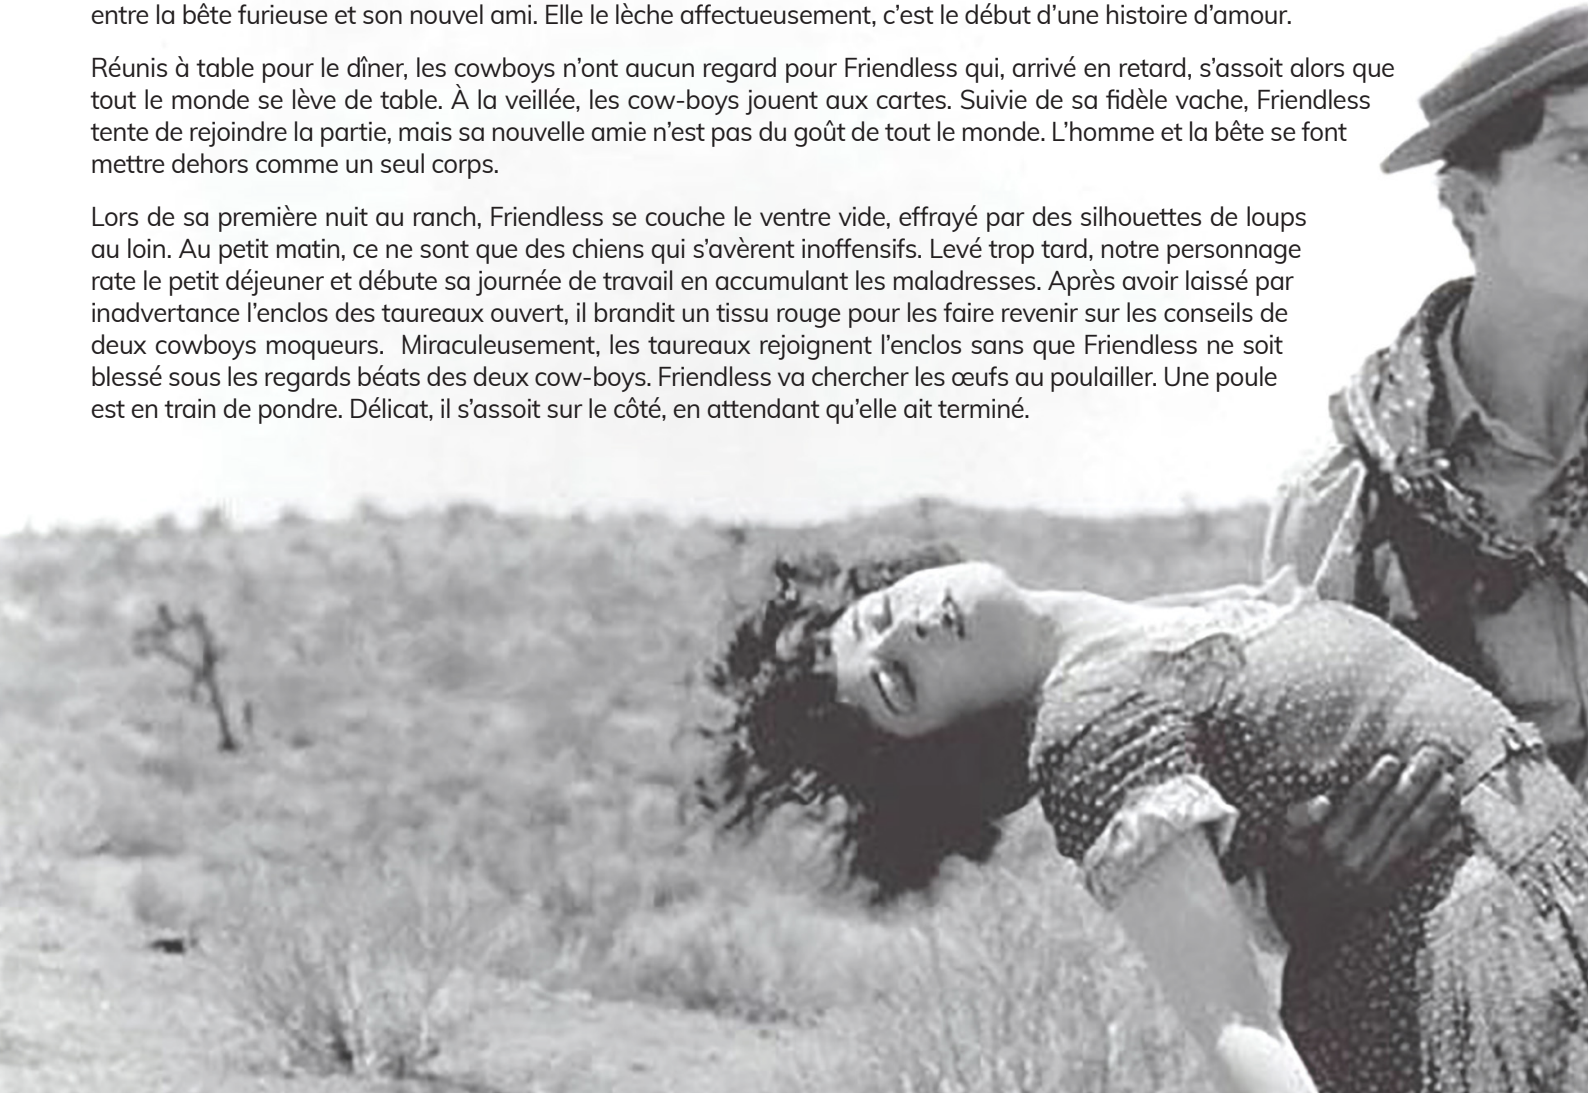 entre la bête furieuse et son nouvel ami. Elle le lèche affectueusement, c’est le début d’une histoire d’amour.
Réunis à table pour le dîner, les cowboys n’ont aucun regard pour Friendless qui, arrivé en retard, s’assoit alors que
tout le monde se lève de table. À la veillée, les cow-boys jouent aux cartes. Suivie de sa fidèle vache, Friendless
tente de rejoindre la partie, mais sa nouvelle amie n’est pas du goût de tout le monde. L’homme et la bête se font
mettre dehors comme un seul corps.
Lors de sa première nuit au ranch, Friendless se couche le ventre vide, effrayé par des silhouettes de loups
au loin. Au petit matin, ce ne sont que des chiens qui s’avèrent inoffensifs. Levé trop tard, notre personnage
rate le petit déjeuner et débute sa journée de travail en accumulant les maladresses. Après avoir laissé par
inadvertance l’enclos des taureaux ouvert, il brandit un tissu rouge pour les faire revenir sur les conseils de
deux cowboys moqueurs.  Miraculeusement, les taureaux rejoignent l’enclos sans que Friendless ne soit
blessé sous les regards béats des deux cow-boys. Friendless va chercher les œufs au poulailler. Une poule
est en train de pondre. Délicat, il s’assoit sur le côté, en attendant qu’elle ait terminé.